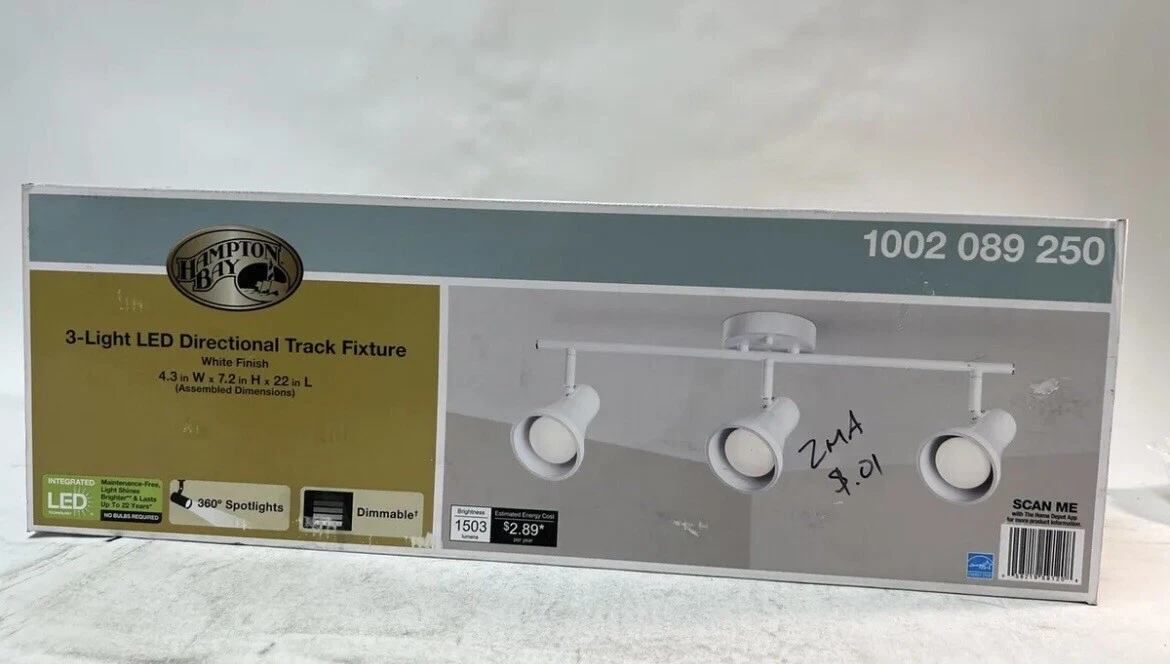 1002 089 250
HAMPTON
BAY
3-Light LED Directional Track Fixture
White Finish
4.3 in W x 7.2 in H x 22 in L
(Assembled Dimensions)
INTEGRATED
LED
TECHNOLOGY
Maintenance-Free,
Light Shines
Brighter** & Lasts
Up To 22 Years*
NO BULBS REQUIRED
360° Spotlights
Dimmable†
Brightness
1503
lumens
Estimated Energy Cost
$2.89*
per year
ZMA
$.01
SCAN ME
with The Home Depot App
for more product information.